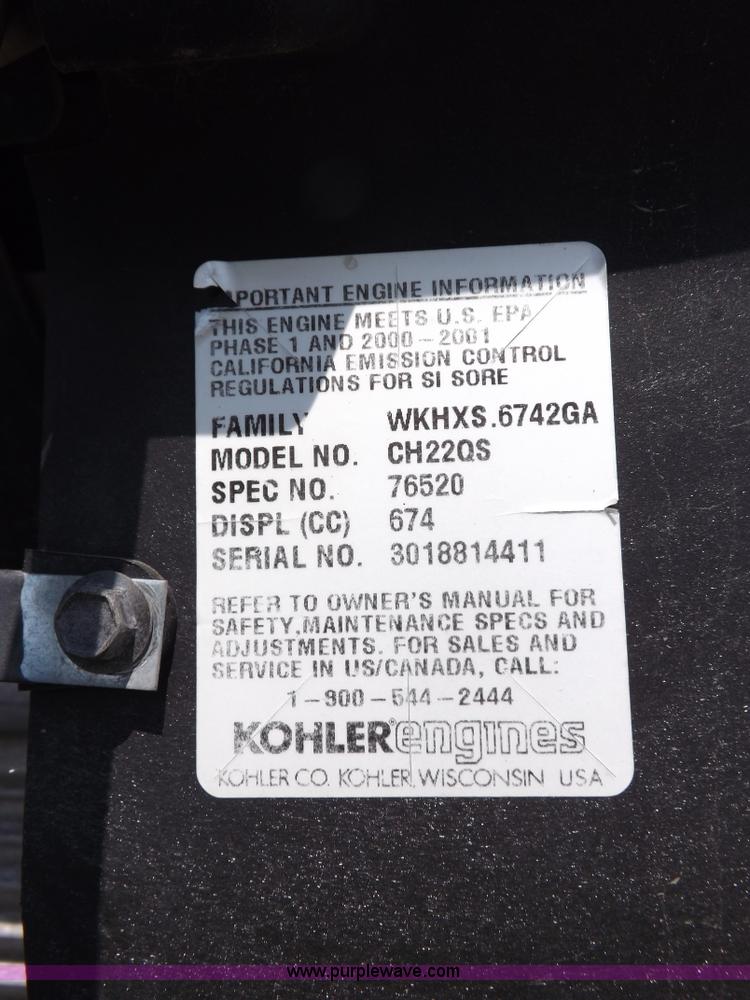 PORTANT ENGINE INFORMATION
THIS ENGINE MEETS U.S. EPA
PHASE 1 AND 2000-2001
CALIFORNIA EMISSION CONTROL
REGULATIONS FOR SI SORE
FAMILY WKHXS.6742GA
MODEL NO. CH22QS
SPEC NO. 76520
DISPL (CC) 674
SERIAL NO. 3018814411
REFER TO OWNER'S MANUAL FOR
SAFETY,MAINTENANCE SPECS AND
ADJUSTMENTS. FOR SALES AND
SERVICE IN US/CANADA, CALL:
1-800-544-2444
KOHLER® engines
KOHLER CO. KOHLER, WISCONSIN USA
www.purplewave.com